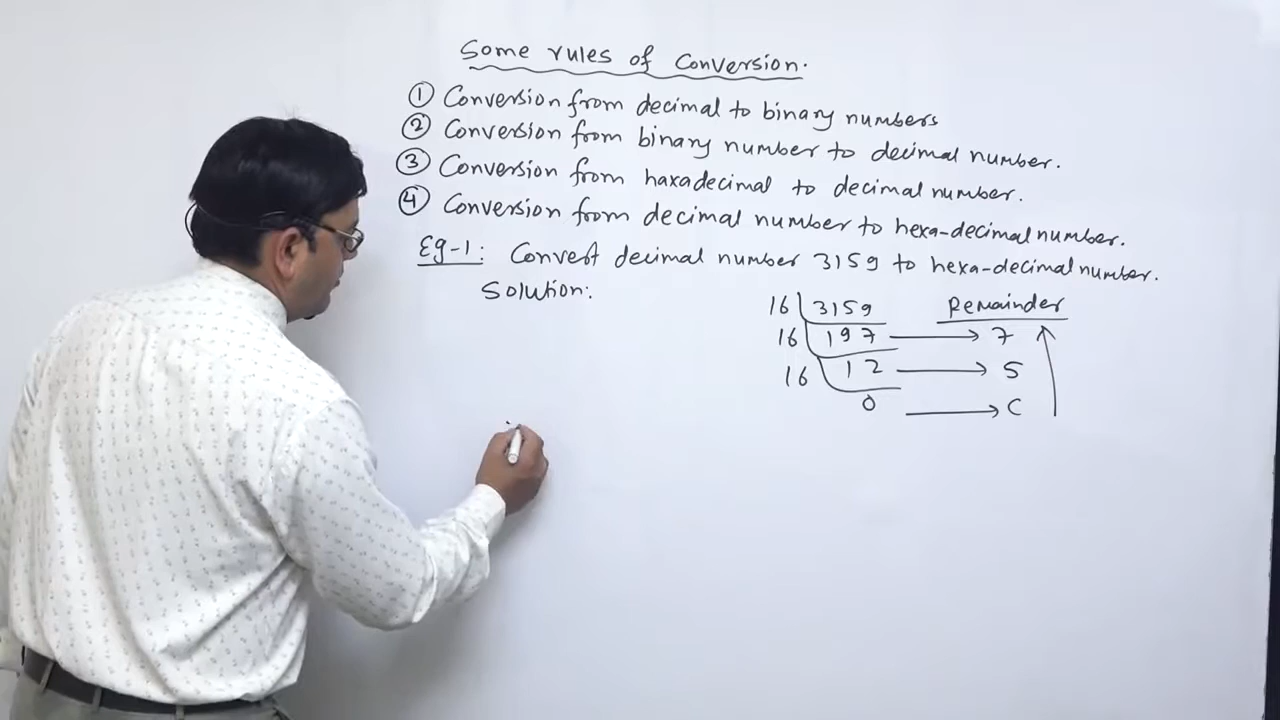 Some rules of Conversion.
① Conversion from decimal to binary numbers
② Conversion from binary number to decimal number.
③ Conversion from haxadecimal to decimal number.
④ Conversion from decimal number to hexa-decimal number.
Eg-1: Convert decimal number 3159 to hexa-decimal number.
Solution:
16 3159 Remainder
16 197 → 7
16 12 → 5
0 → C